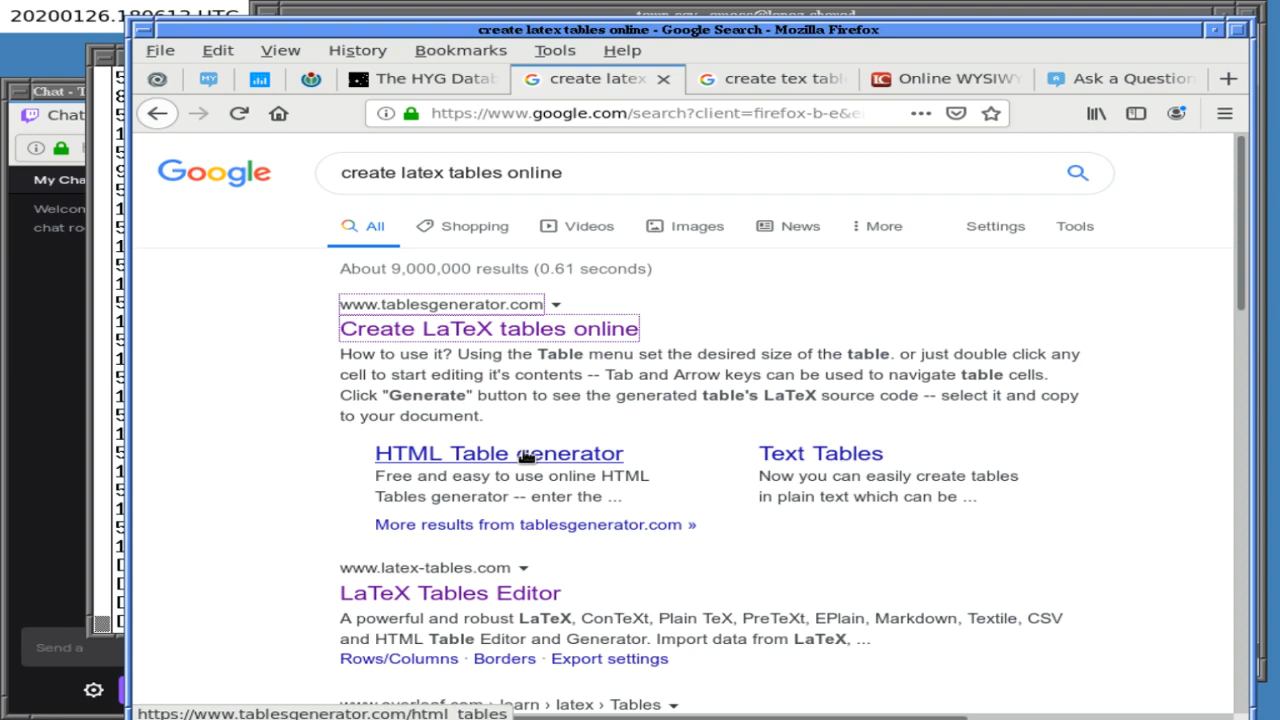 20200126.180613 UTC
create latex tables online - Google Search - Mozilla Firefox
File Edit View History Bookmarks Tools Help
The HYG Datab
create latex
create tex tabl
Online WYSIWY
Ask a Question
Chat - T
Chat
https://www.google.com/search?client=firefox-b-e&e
My Cha
Welcon
chat ro
Send a
Google
create latex tables online
All Shopping Videos Images News More Settings Tools
About 9,000,000 results (0.61 seconds)
www.tablesgenerator.com
Create LaTeX tables online
How to use it? Using the Table menu set the desired size of the table. or just double click any
cell to start editing it's contents -- Tab and Arrow keys can be used to navigate table cells.
Click "Generate" button to see the generated table's LaTeX source code -- select it and copy
to your document.
HTML Table generator
Free and easy to use online HTML
Tables generator -- enter the ...
Text Tables
Now you can easily create tables
in plain text which can be ...
More results from tablesgenerator.com »
www.latex-tables.com
LaTeX Tables Editor
A powerful and robust LaTeX, ConTeXt, Plain TeX, PreTeXt, EPlain, Markdown, Textile, CSV
and HTML Table Editor and Generator. Import data from LaTeX, ...
Rows/Columns · Borders · Export settings
www.overleaf.com › learn › latex › Tables
https://www.tablesgenerator.com/html_tables